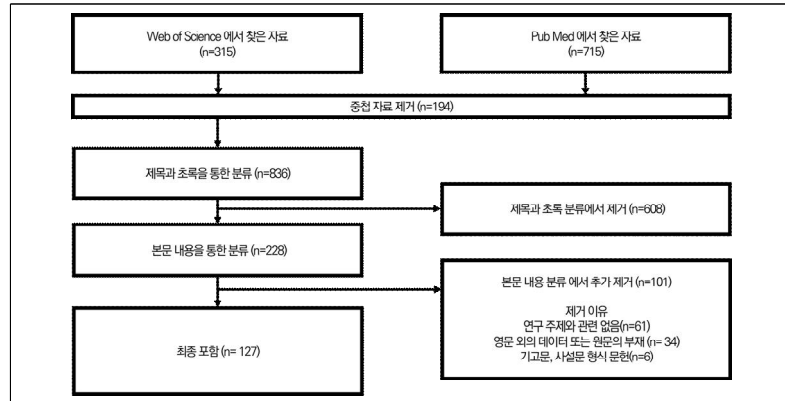 Web of Science 에서 찾은 자료
(n=315)
Pub Med 에서 찾은 자료
(n=715)
중첩 자료 제거 (n=194)
제목과 초록을 통한 분류 (n=836)
제목과 초록 분류에서 제거 (n=608)
본문 내용을 통한 분류 (n=228)
본문 내용 분류 에서 추가 제거 (n=101)
제거 이유
연구 주제와 관련 없음(n=61)
영문 외의 데이터 또는 원문의 부재 (n= 34)
기고문, 사설문 형식 문헌(n=6)
최종 포함 (n= 127)